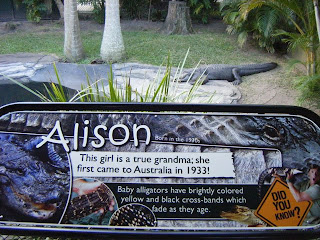 Alison
Born in the 1920s
This girl is a true grandma; she
first came to Australia in 1933!
Baby alligators have brightly colored
yellow and black cross-bands which
fade as they age.
DID
YOU
KNOW?